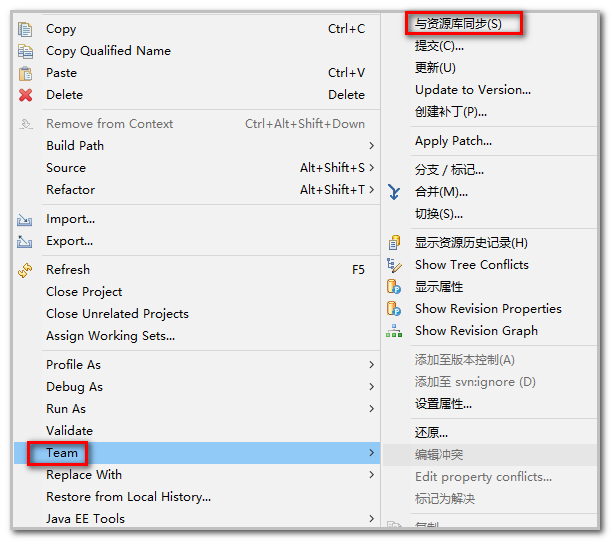 Copy Ctrl+C
Copy Qualified Name
Paste Ctrl+V
Delete Delete
Remove from Context Ctrl+Alt+Shift+Down
Build Path
Source Alt+Shift+S
Refactor Alt+Shift+T
Import...
Export...
Refresh F5
Close Project
Close Unrelated Projects
Assign Working Sets...
Profile As
Debug As
Run As
Validate
Team
Replace With
Restore from Local History...
Java EE Tools
与资源库同步(S)
提交(C)...
更新(U)
Update to Version...
创建补丁(P)...
Apply Patch...
分支 / 标记...
合并(M)...
切换(S)...
显示资源历史记录(H)
Show Tree Conflicts
显示属性
Show Revision Properties
Show Revision Graph
添加至版本控制(A)
添加至 svn:ignore (D)
设置属性...
还原...
编辑冲突
Edit property conflicts...
标记为解决